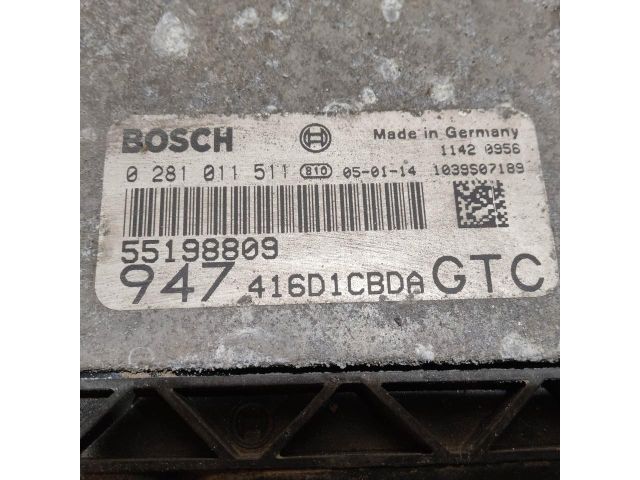 BOSCH Made in Germany
1142 0956
0 281 011 511 810 05-01-14 1039S07189
55198809
947 416D1CBDA GTC